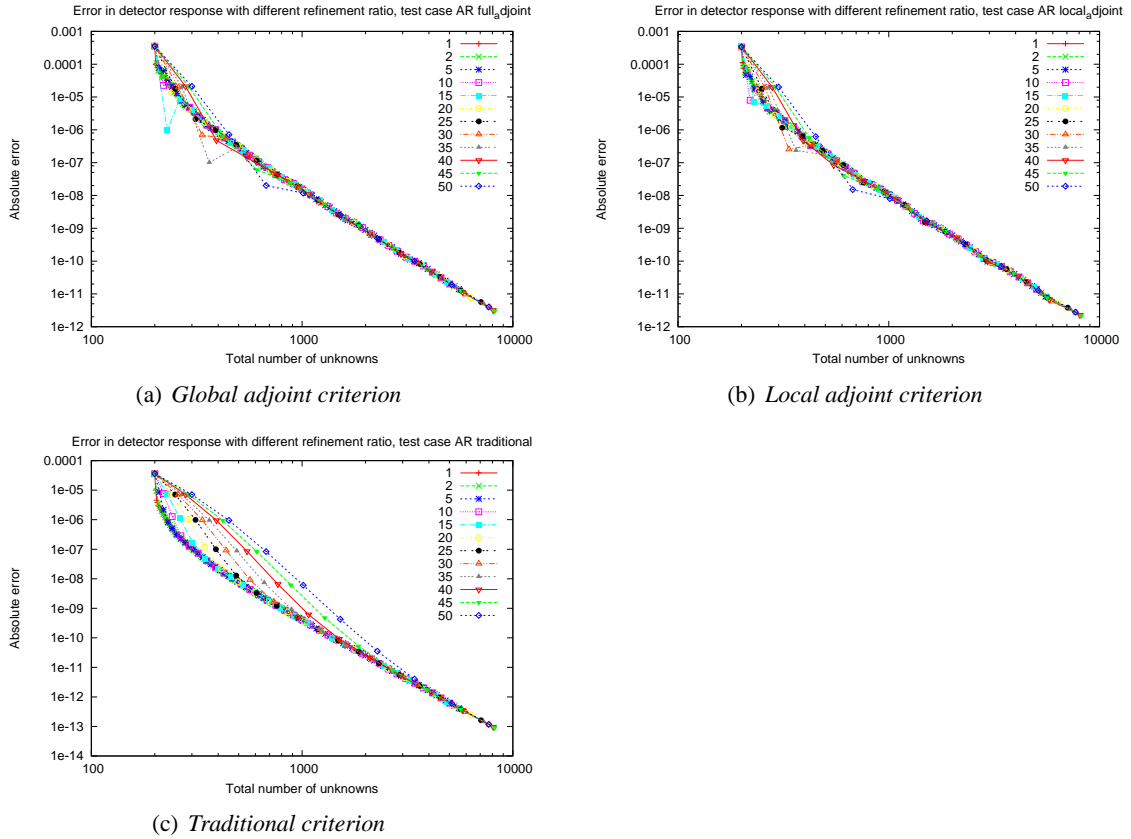 Error in detector response with different refinement ratio, test case AR full_adjoint
0.001
0.0001
1e-05
1e-06
1e-07
1e-08
1e-09
1e-10
1e-11
1e-12
Absolute error
100
1000
10000
Total number of unknowns
1
2
5
10
15
20
25
30
35
40
45
50
(a) Global adjoint criterion
Error in detector response with different refinement ratio, test case AR local_adjoint
0.001
0.0001
1e-05
1e-06
1e-07
1e-08
1e-09
1e-10
1e-11
1e-12
Absolute error
100
1000
10000
Total number of unknowns
1
2
5
10
15
20
25
30
35
40
45
50
(b) Local adjoint criterion
Error in detector response with different refinement ratio, test case AR traditional
0.0001
1e-05
1e-06
1e-07
1e-08
1e-09
1e-10
1e-11
1e-12
1e-13
1e-14
Absolute error
100
1000
10000
Total number of unknowns
1
2
5
10
15
20
25
30
35
40
45
50
(c) Traditional criterion